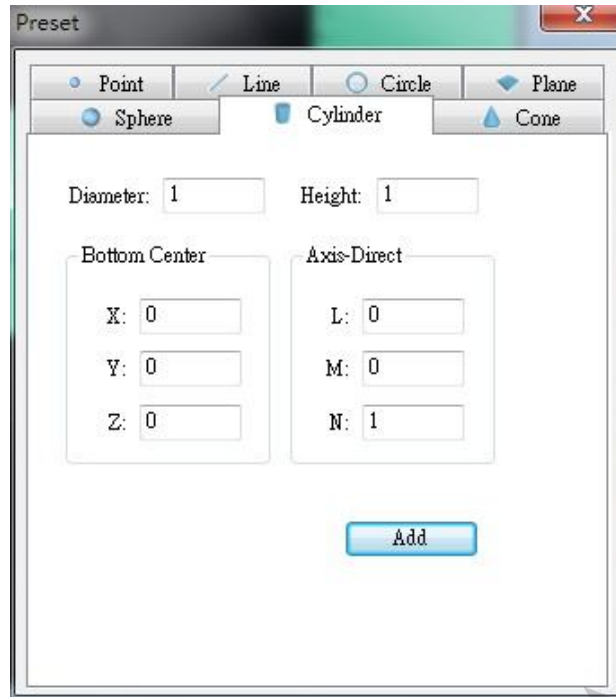 Preset
Point Line Circle Plane
Sphere Cylinder Cone
Diameter: 1 Height: 1
Bottom Center Axis-Direct
X: 0 L: 0
Y: 0 M: 0
Z: 0 N: 1
Add